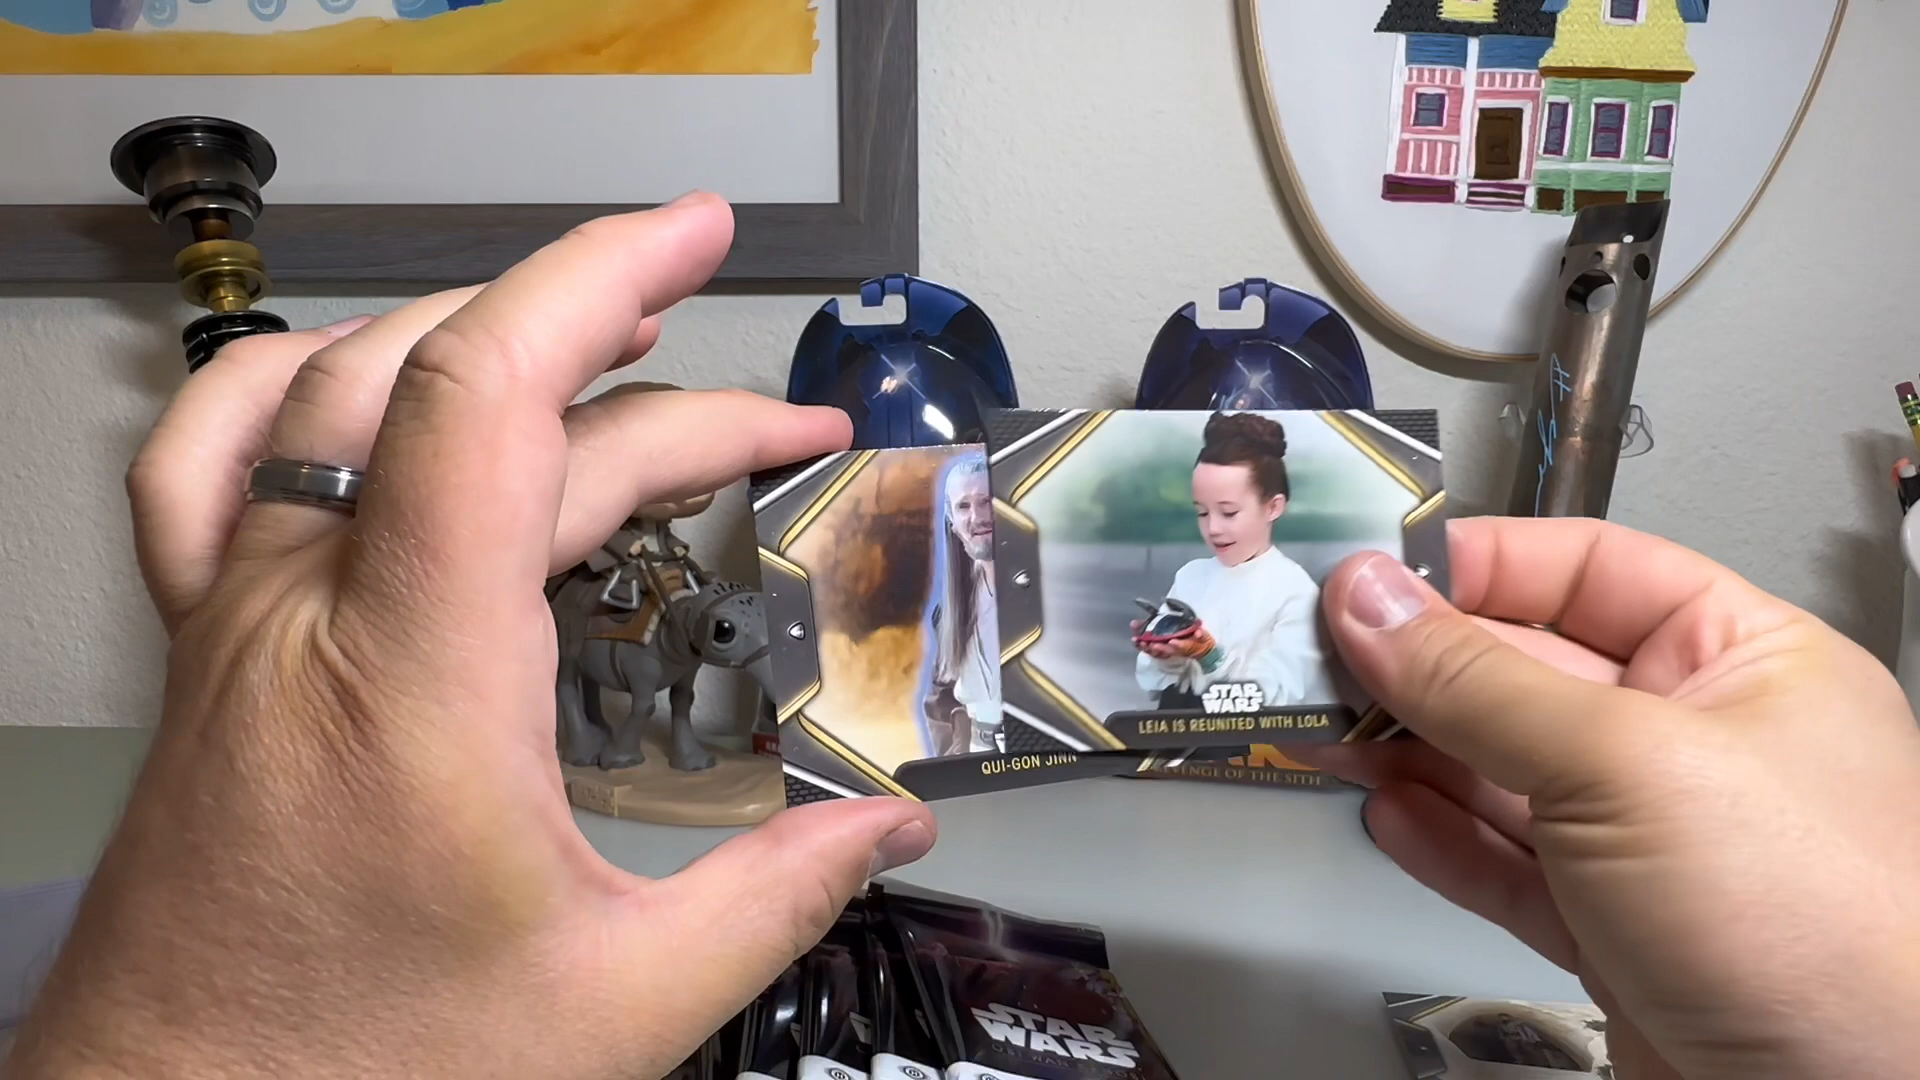 STAR
WARS
LEIA IS REUNITED WITH LOLA
QUI-GON JINN
REVENGE OF THE SITH
STAR
WARS